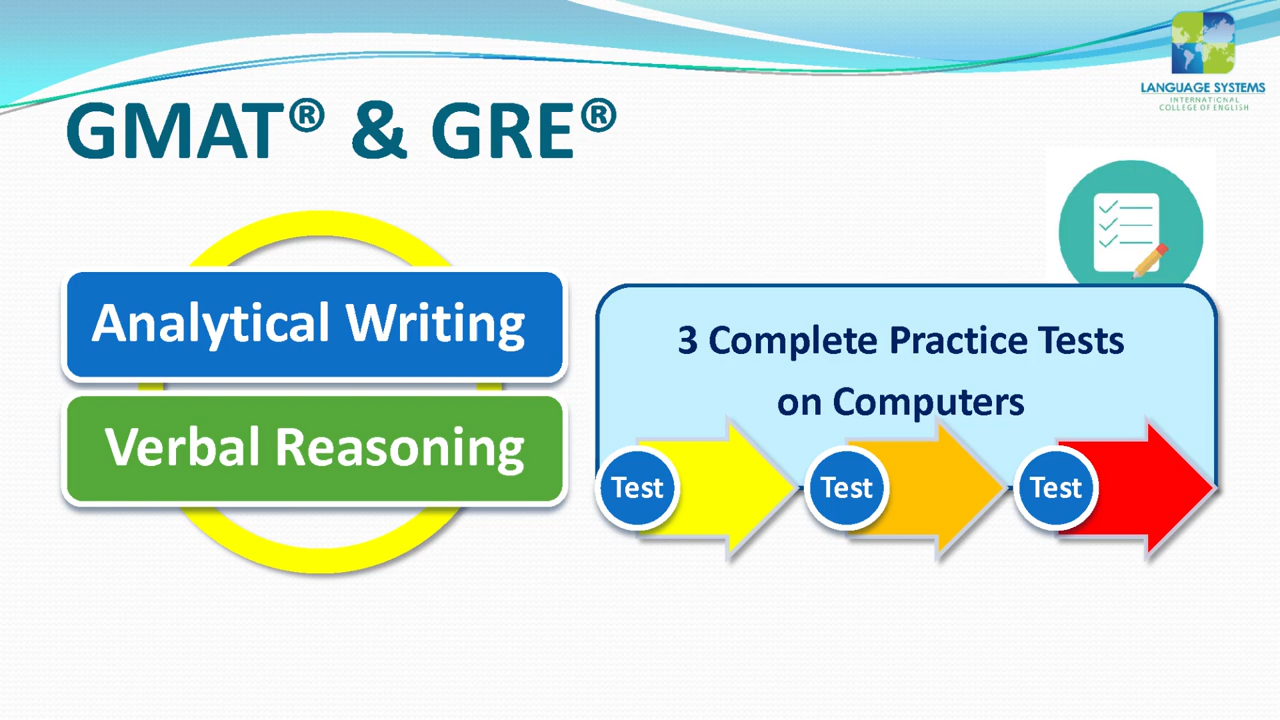 LANGUAGE SYSTEMS
INTERNATIONAL
COLLEGE OF ENGLISH
GMAT® & GRE®
Analytical Writing
Verbal Reasoning
3 Complete Practice Tests
on Computers
Test
Test
Test